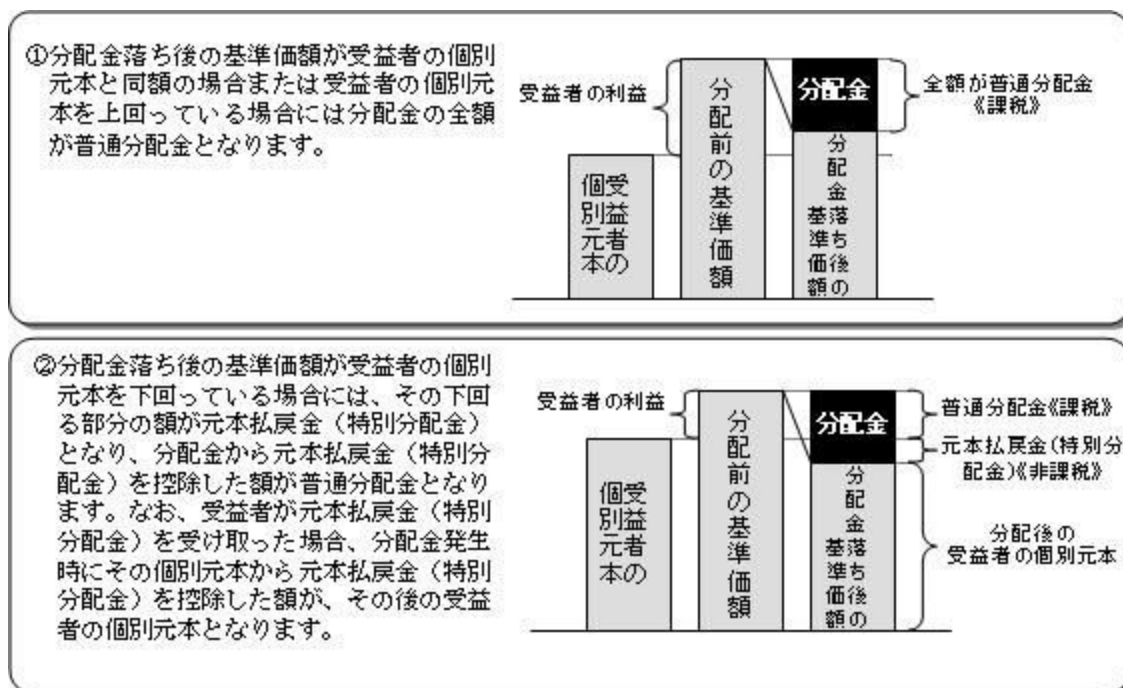 ①分配金落ち後の基準価額が受益者の個別
元本と同額の場合または受益者の個別元
本を上回っている場合には分配金の全額
が普通分配金となります。
受益者の利益
受益者の
個別元本
分配前の基準価額
分配金
分配金落ち後の
基準価額
全額が普通分配金
《課税》
②分配金落ち後の基準価額が受益者の個別
元本を下回っている場合には、その下回
る部分の額が元本払戻金（特別分配金）
となり、分配金から元本払戻金（特別分
配金）を控除した額が普通分配金となり
ます。なお、受益者が元本払戻金（特別
分配金）を受け取った場合、分配金発生
時にその個別元本から元本払戻金（特別
分配金）を控除した額が、その後の受益
者の個別元本となります。
受益者の利益
受益者の
個別元本
分配前の基準価額
分配金
分配金落ち後の
基準価額
普通分配金《課税》
元本払戻金（特別分
配金）《非課税》
分配後の
受益者の個別元本